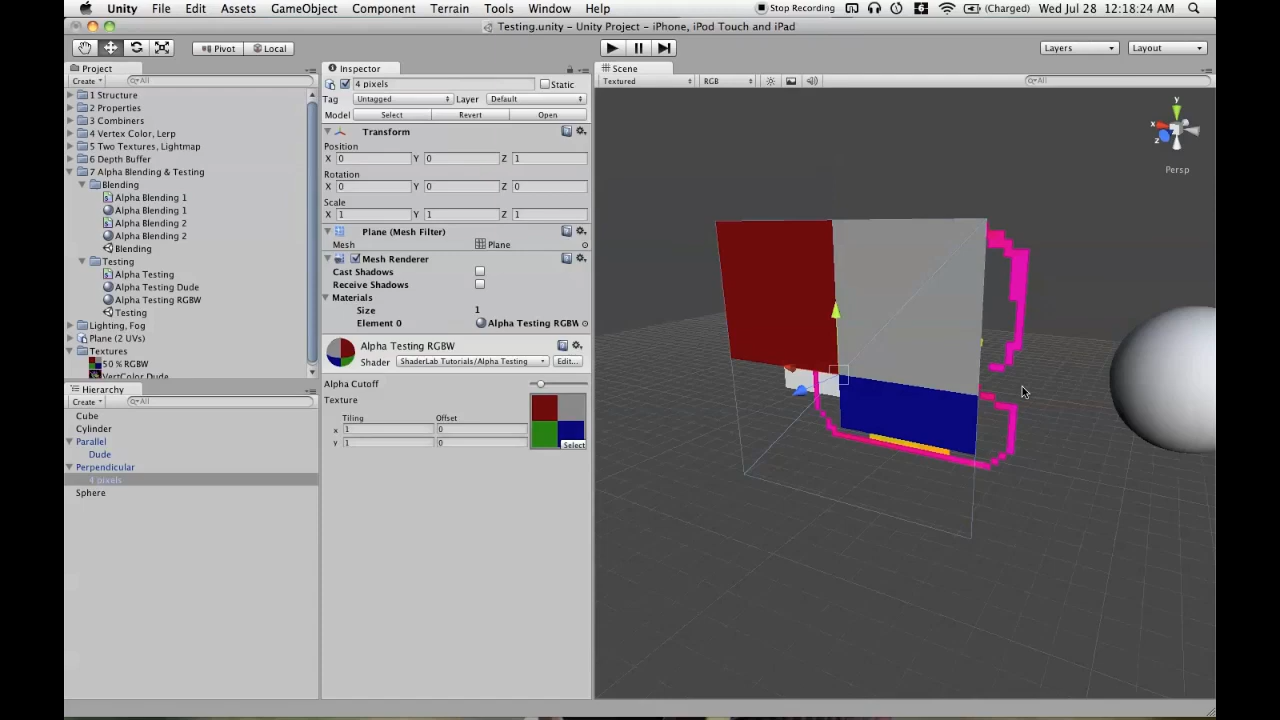 Unity File Edit Assets GameObject Component Terrain Tools Window Help Stop Recording (Charged) Wed Jul 28 12:18:24 AM
Testing.unity - Unity Project - iPhone, iPod Touch and iPad
Pivot Local Layers Layout
Project
Create All
1 Structure
2 Properties
3 Combiners
4 Vertex Color, Lerp
5 Two Textures, Lightmap
6 Depth Buffer
7 Alpha Blending & Testing
Blending
Alpha Blending 1
Alpha Blending 1
Alpha Blending 2
Alpha Blending 2
Blending
Testing
Alpha Testing
Alpha Testing Dude
Alpha Testing RGBW
Testing
Lighting, Fog
Plane (2 UVs)
Textures
50 % RGBW
VertColor Dude
Hierarchy
Create All
Cube
Cylinder
Parallel
Dude
Perpendicular
4 pixels
Sphere
Inspector
4 pixels Static
Tag Untagged Layer Default
Model Select Revert Open
Transform
Position
X 0 Y 0 Z 1
Rotation
X 0 Y 0 Z 0
Scale
X 1 Y 1 Z 1
Plane (Mesh Filter)
Mesh Plane
Mesh Renderer
Cast Shadows
Receive Shadows
Materials
Size 1
Element 0 Alpha Testing RGBW
Alpha Testing RGBW
Shader ShaderLab Tutorials/Alpha Testing Edit...
Alpha Cutoff
Texture
Tiling Offset
x 1 0
y 1 0
Select
Scene
Textured RGB All
y
x
z
Persp